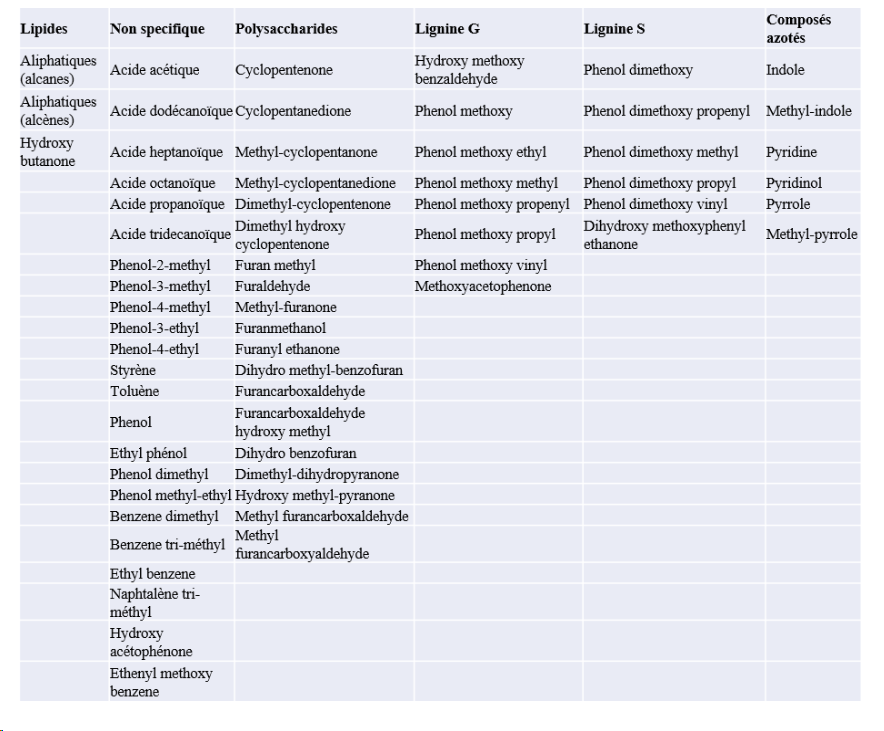 Lipides Non specifique Polysaccharides Lignine G Lignine S Composés azotés
Aliphatiques (alcanes) Acide acétique Cyclopentenone Hydroxy methoxy benzaldehyde Phenol dimethoxy Indole
Aliphatiques (alcènes) Acide dodécanoïque Cyclopentanedione Phenol methoxy Phenol dimethoxy propenyl Methyl-indole
Hydroxy butanone Acide heptanoïque Methyl-cyclopentanone Phenol methoxy ethyl Phenol dimethoxy methyl Pyridine
Acide octanoïque Methyl-cyclopentanedione Phenol methoxy methyl Phenol dimethoxy propyl Pyridinol
Acide propanoïque Dimethyl-cyclopentenone Phenol methoxy propenyl Phenol dimethoxy vinyl Pyrrole
Acide tridecanoïque Dimethyl hydroxy cyclopentenone Phenol methoxy propyl Dihydroxy methoxyphenyl ethanone Methyl-pyrrole
Phenol-2-methyl Furan methyl Phenol methoxy vinyl
Phenol-3-methyl Furaldehyde Methoxyacetophenone
Phenol-4-methyl Methyl-furanone
Phenol-3-ethyl Furanmethanol
Phenol-4-ethyl Furanyl ethanone
Styrène Dihydro methyl-benzofuran
Toluène Furancarboxaldehyde
Phenol Furancarboxaldehyde hydroxy methyl
Ethyl phénol Dihydro benzofuran
Phenol dimethyl Dimethyl-dihydropyranone
Phenol methyl-ethyl Hydroxy methyl-pyranone
Benzene dimethyl Methyl furancarboxaldehyde
Benzene tri-méthyl Methyl furancarboxyaldehyde
Ethyl benzene
Naphtalène tri-méthyl
Hydroxy acétophénone
Ethenyl methoxy benzene